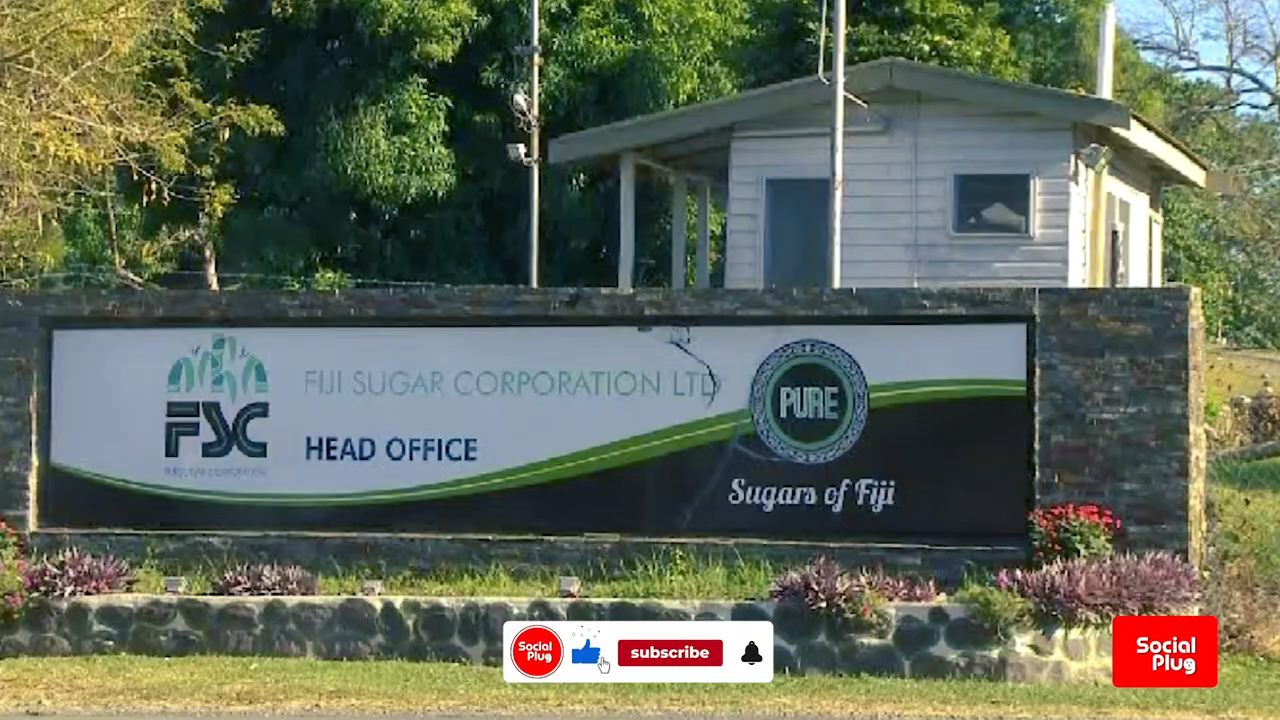 FIJI SUGAR CORPORATION LTD
FSC
HEAD OFFICE
PURE
Sugars of Fiji
Social
Plug
subscribe
Social
Plug